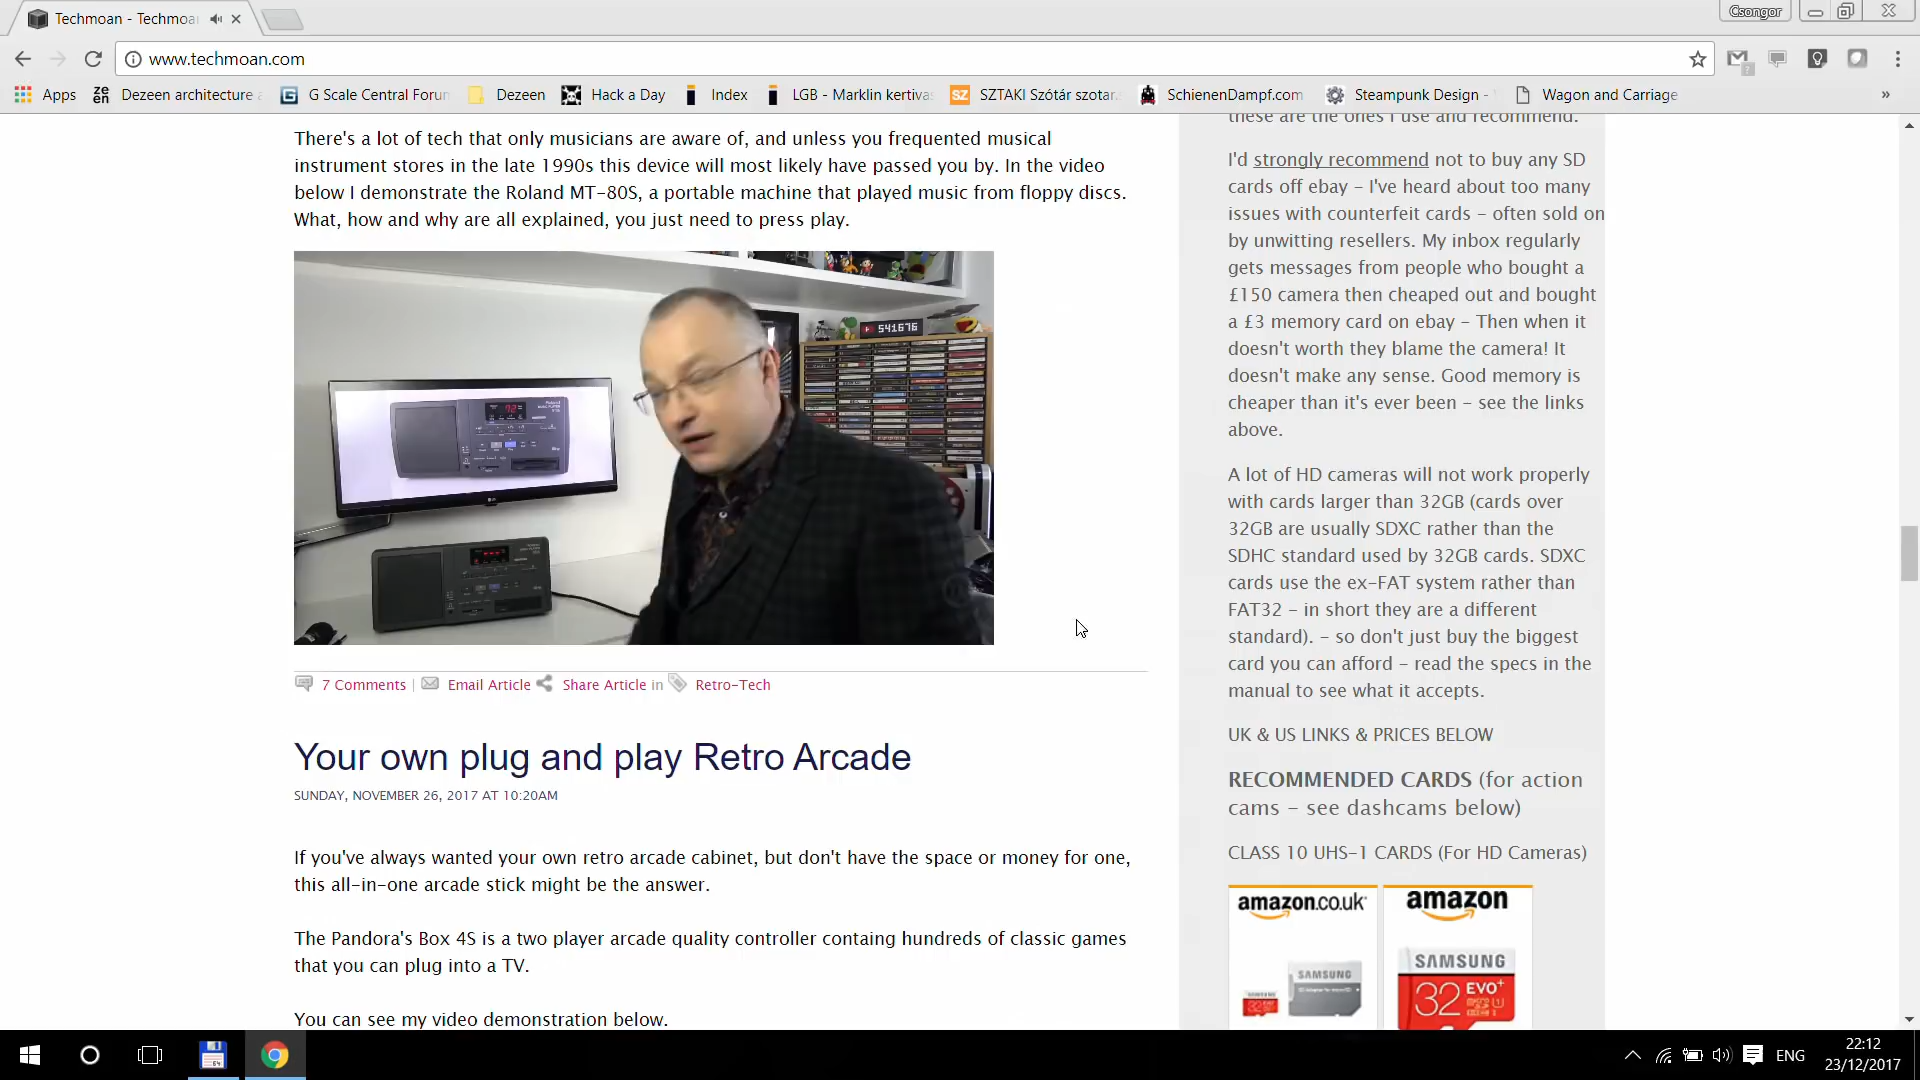 Techmoan - Techmoan
Csongor
www.techmoan.com
Apps
Dezeen architecture
G Scale Central Forum
Dezeen
Hack a Day
Index
LGB - Marklin kertivas
SZ
SZTAKI Szótár szotar.
SchienenDampf.com
Steampunk Design -
Wagon and Carriage
»
There's a lot of tech that only musicians are aware of, and unless you frequented musical
instrument stores in the late 1990s this device will most likely have passed you by. In the video
below I demonstrate the Roland MT-80S, a portable machine that played music from floppy discs.
What, how and why are all explained, you just need to press play.
541676
7 Comments | Email Article Share Article in Retro-Tech
Your own plug and play Retro Arcade
SUNDAY, NOVEMBER 26, 2017 AT 10:20AM
If you've always wanted your own retro arcade cabinet, but don't have the space or money for one,
this all-in-one arcade stick might be the answer.
The Pandora's Box 4S is a two player arcade quality controller containg hundreds of classic games
that you can plug into a TV.
You can see my video demonstration below.
these are the ones I use and recommend.
I'd strongly recommend not to buy any SD
cards off ebay - I've heard about too many
issues with counterfeit cards - often sold on
by unwitting resellers. My inbox regularly
gets messages from people who bought a
£150 camera then cheaped out and bought
a £3 memory card on ebay - Then when it
doesn't worth they blame the camera! It
doesn't make any sense. Good memory is
cheaper than it's ever been - see the links
above.
A lot of HD cameras will not work properly
with cards larger than 32GB (cards over
32GB are usually SDXC rather than the
SDHC standard used by 32GB cards. SDXC
cards use the ex-FAT system rather than
FAT32 - in short they are a different
standard). - so don't just buy the biggest
card you can afford - read the specs in the
manual to see what it accepts.
UK & US LINKS & PRICES BELOW
RECOMMENDED CARDS (for action
cams - see dashcams below)
CLASS 10 UHS-1 CARDS (For HD Cameras)
amazon.co.uk
SAMSUNG
amazon
SAMSUNG
32 EVO+
64
ENG
22:12
23/12/2017